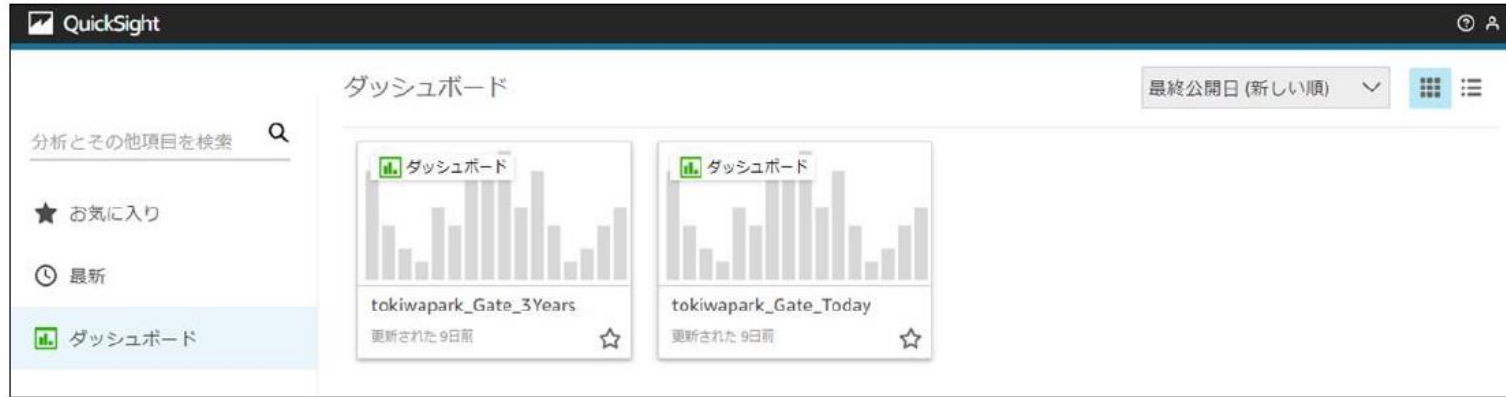 QuickSight
ダッシュボード
最終公開日 (新しい順)
分析とその他項目を検索
お気に入り
最新
ダッシュボード
ダッシュボード
tokiwapark_Gate_3Years
更新された 9日前
ダッシュボード
tokiwapark_Gate_Today
更新された 9日前